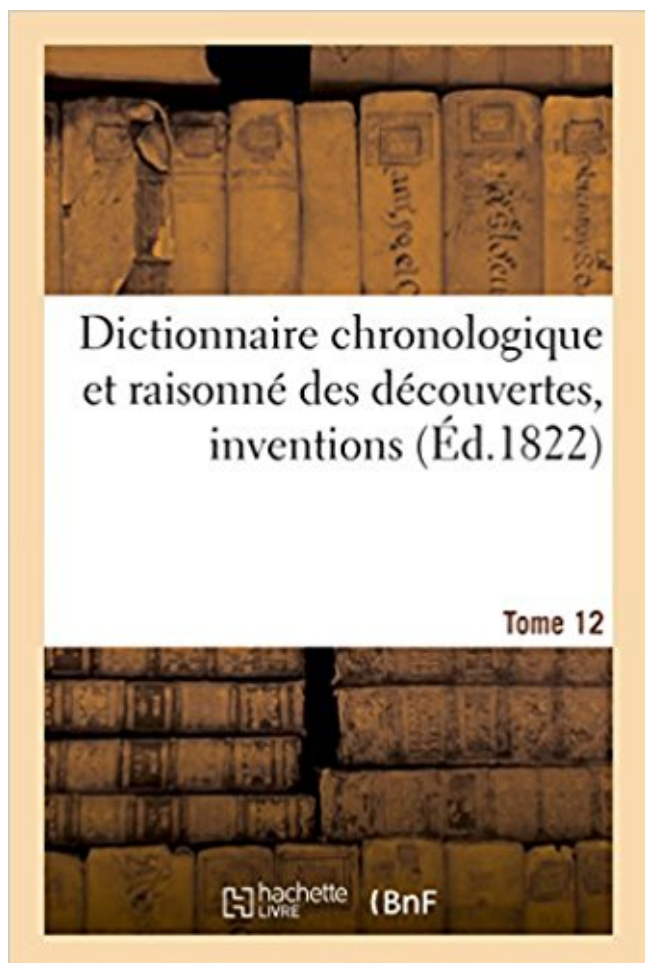 Dictionnaire chronologique
et raisonné des découvertes,
inventions (Éd.1822)
Tome 12
hachette
LIVRE
(BnF